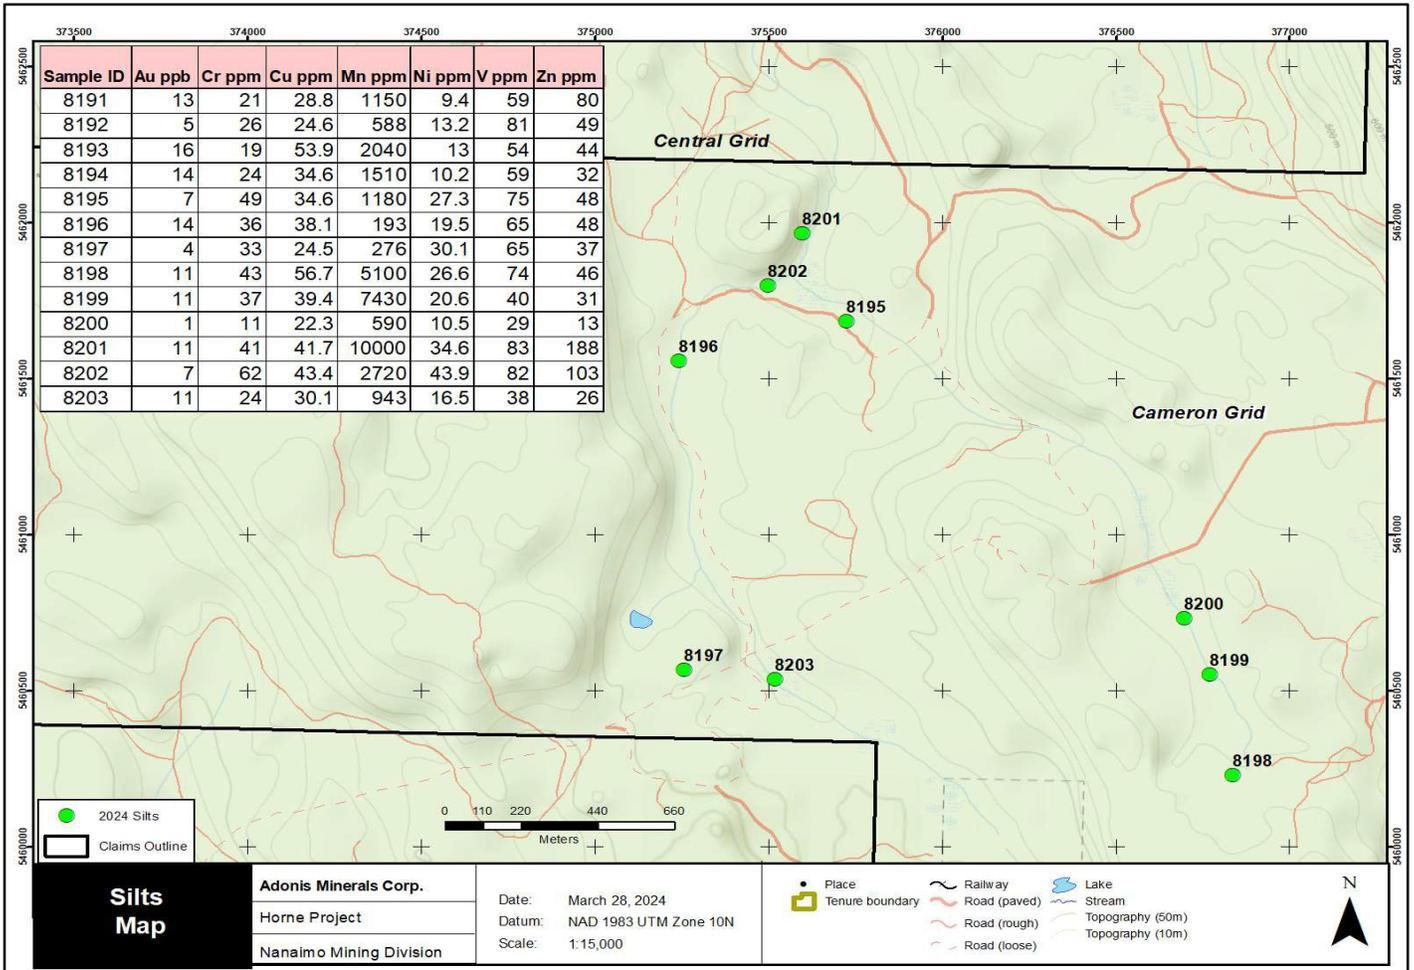 373500 374000 374500 375000 375500 376000 376500 377000
5462500 5462500
Sample ID Au ppb Cr ppm Cu ppm Mn ppm Ni ppm V ppm Zn ppm
8191 13 21 28.8 1150 9.4 59 80
8192 5 26 24.6 588 13.2 81 49
8193 16 19 53.9 2040 13 54 44
8194 14 24 34.6 1510 10.2 59 32
8195 7 49 34.6 1180 27.3 75 48
8196 14 36 38.1 193 19.5 65 48
8197 4 33 24.5 276 30.1 65 37
8198 11 43 56.7 5100 26.6 74 46
8199 11 37 39.4 7430 20.6 40 31
8200 1 11 22.3 590 10.5 29 13
8201 11 41 41.7 10000 34.6 83 188
8202 7 62 43.4 2720 43.9 82 103
8203 11 24 30.1 943 16.5 38 26
Central Grid
5462000 5462000
8201
8202
8195
8196
5461500 5461500
Cameron Grid
5461000 5461000
8200
8197
8203
8199
5460500 5460500
8198
2024 Silts
Claims Outline
0 110 220 440 660
Meters
5460000 5460000
Silts
Map
Adonis Minerals Corp.
Horne Project
Nanaimo Mining Division
Date: March 28, 2024
Datum: NAD 1983 UTM Zone 10N
Scale: 1:15,000
Place
Tenure boundary
Railway
Road (paved)
Road (rough)
Road (loose)
Lake
Stream
Topography (50m)
Topography (10m)
N